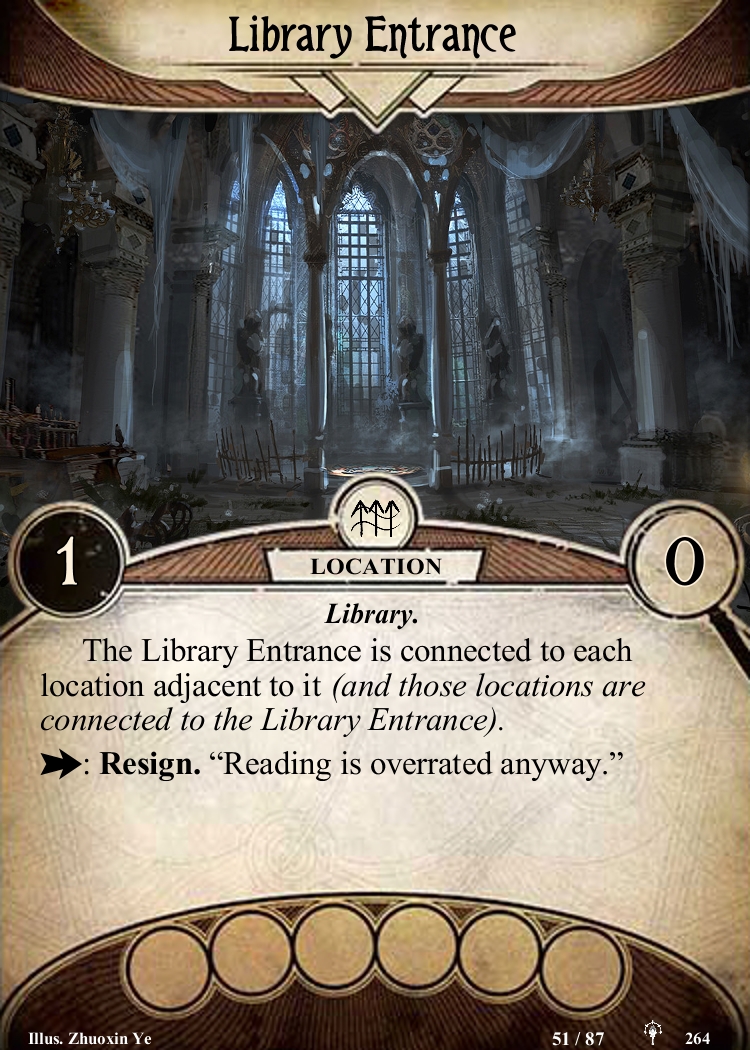 Library Entrance
1
LOCATION
0
Library.
The Library Entrance is connected to each
location adjacent to it (and those locations are
connected to the Library Entrance).
: Resign. “Reading is overrated anyway.”
Illus. Zhuoxin Ye
51 / 87
264